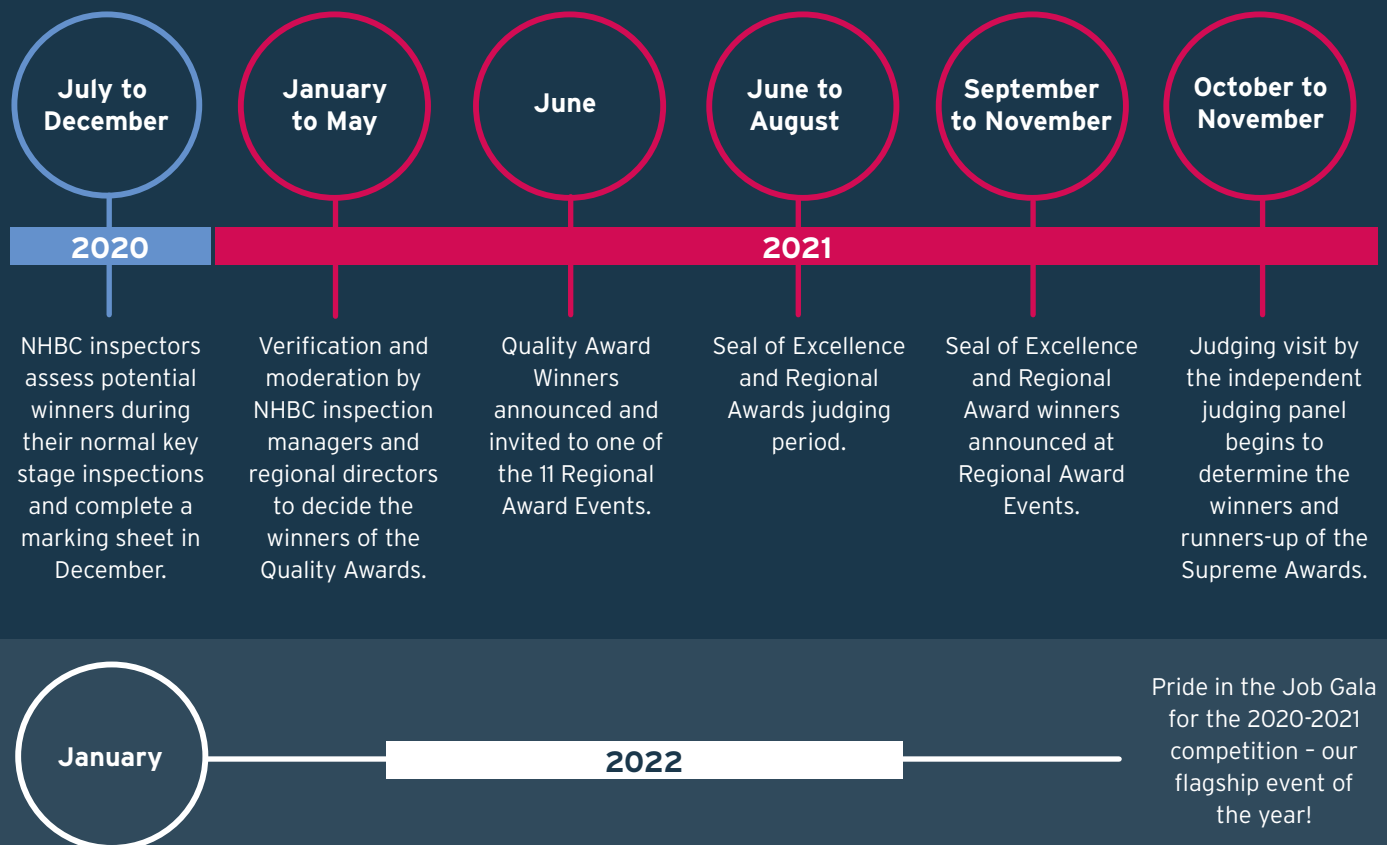 July to
December
January
to May
June
June to
August
September
to November
October to
November
2020
2021
NHBC inspectors
assess potential
winners during
their normal key
stage inspections
and complete a
marking sheet in
December.
Verification and
moderation by
NHBC inspection
managers and
regional directors
to decide the
winners of the
Quality Awards.
Quality Award
Winners
announced and
invited to one of
the 11 Regional
Award Events.
Seal of Excellence
and Regional
Awards judging
period.
Seal of Excellence
and Regional
Award winners
announced at
Regional Award
Events.
Judging visit by
the independent
judging panel
begins to
determine the
winners and
runners-up of the
Supreme Awards.
January
2022
Pride in the Job Gala
for the 2020-2021
competition – our
flagship event of
the year!